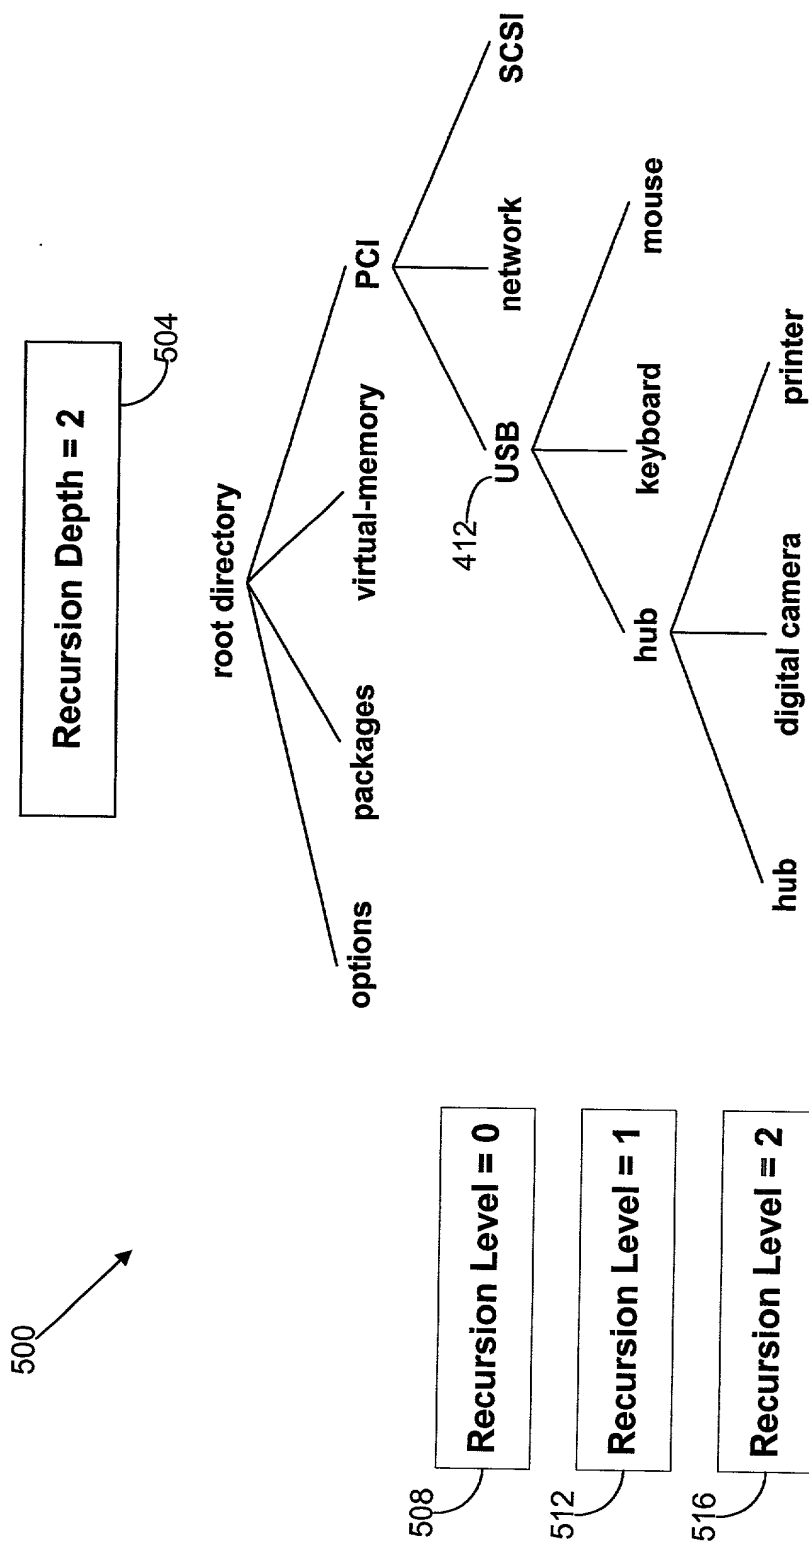 500
Recursion Depth = 2
504
root directory
options
packages
virtual-memory
PCI
508
Recursion Level = 0
412
USB
network
SCSI
512
Recursion Level = 1
hub
keyboard
mouse
516
Recursion Level = 2
hub
digital camera
printer